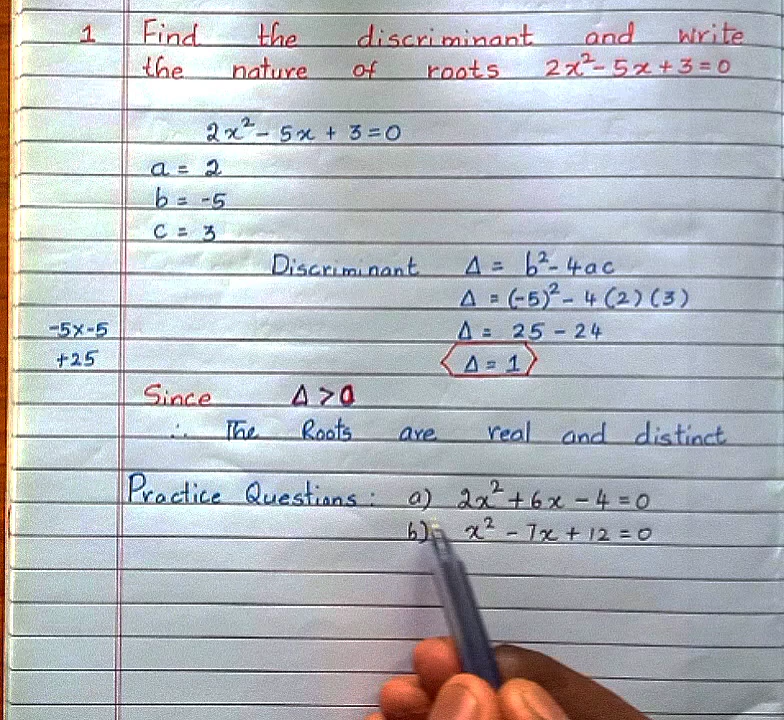 1 Find the discriminant and write
the nature of roots 2x²-5x+3=0
2x²- 5x + 3=0
a = 2
b = -5
c = 3
Discriminant Δ = b²-4ac
Δ = (-5)²- 4(2)(3)
-5x-5 Δ = 25 - 24
+25 Δ = 1
Since Δ>0
∴ The Roots are real and distinct
Practice Questions: a) 2x²+6x-4=0
b) x²-7x+12=0